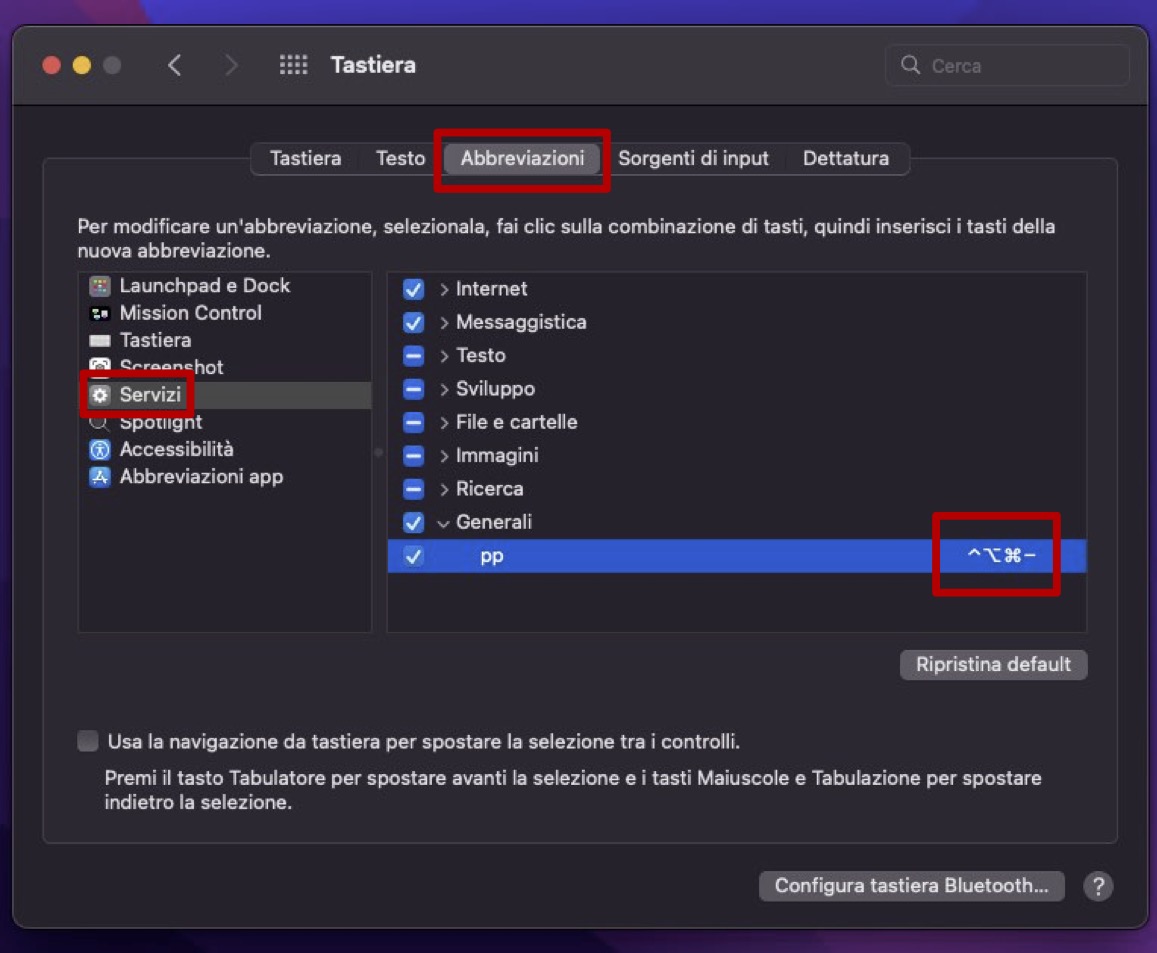 Tastiera
Cerca
Tastiera
Testo
Abbreviazioni
Sorgenti di input
Dettatura
Per modificare un'abbreviazione, selezionala, fai clic sulla combinazione di tasti, quindi inserisci i tasti della
nuova abbreviazione.
Launchpad e Dock
Mission Control
Tastiera
Screenshot
Servizi
Spotlight
Accessibilità
Abbreviazioni app
Internet
Messaggistica
Testo
Sviluppo
File e cartelle
Immagini
Ricerca
Generali
pp ^⌥⌘−
Ripristina default
Usa la navigazione da tastiera per spostare la selezione tra i controlli.
Premi il tasto Tabulatore per spostare avanti la selezione e i tasti Maiuscole e Tabulazione per spostare
indietro la selezione.
Configura tastiera Bluetooth...
?